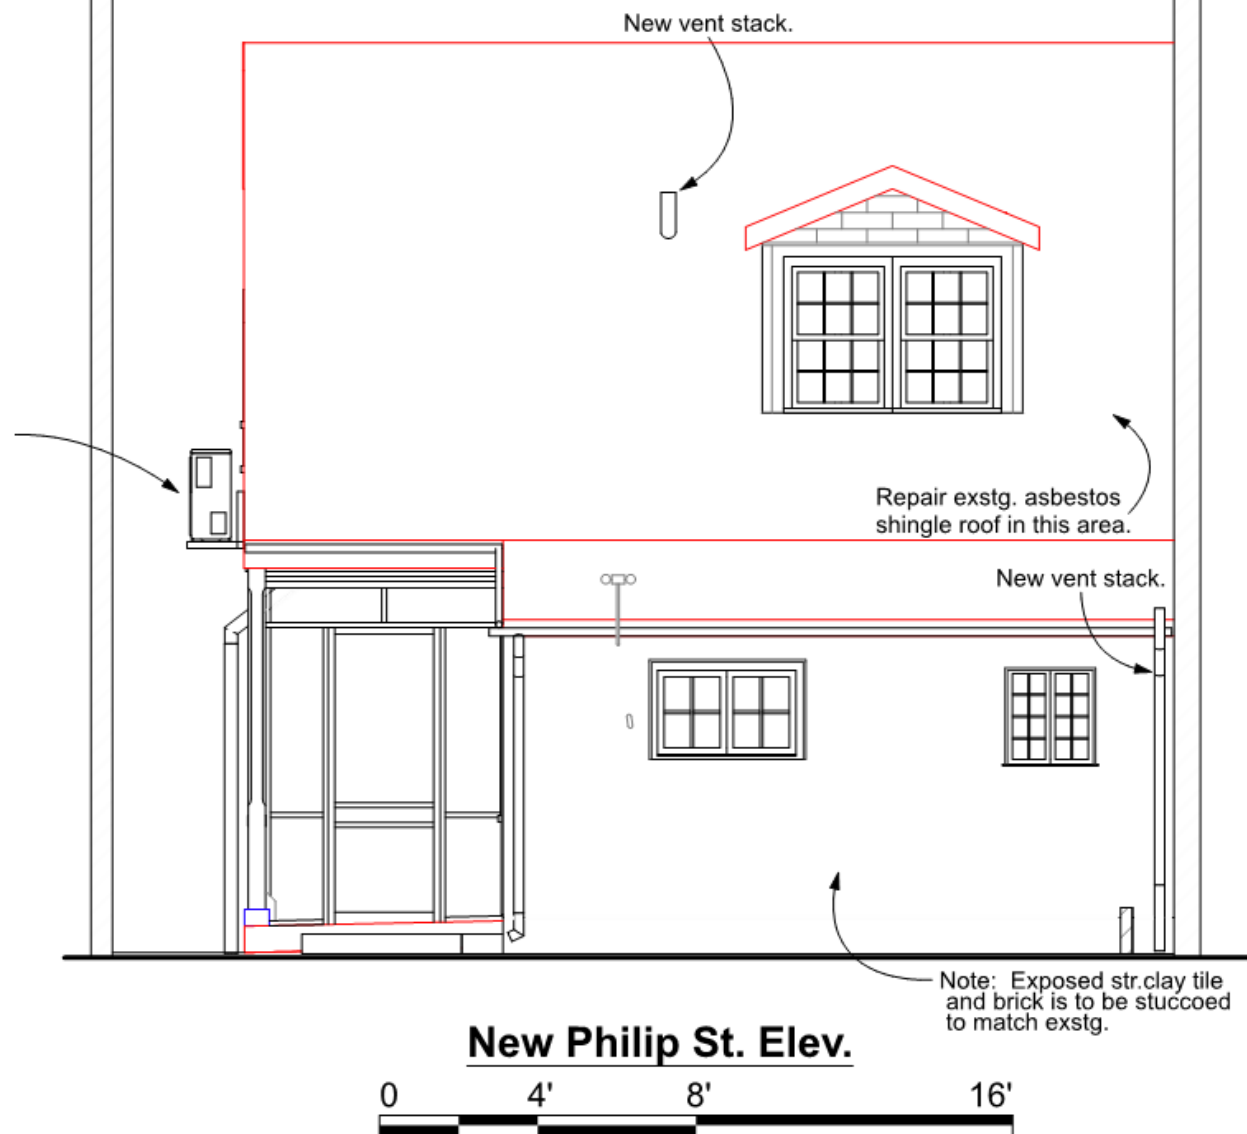 New vent stack.
Repair exstg. asbestos
shingle roof in this area.
New vent stack.
Note:  Exposed str.clay tile
and brick is to be stuccoed
to match exstg.
New Philip St. Elev.
0 4' 8' 16'